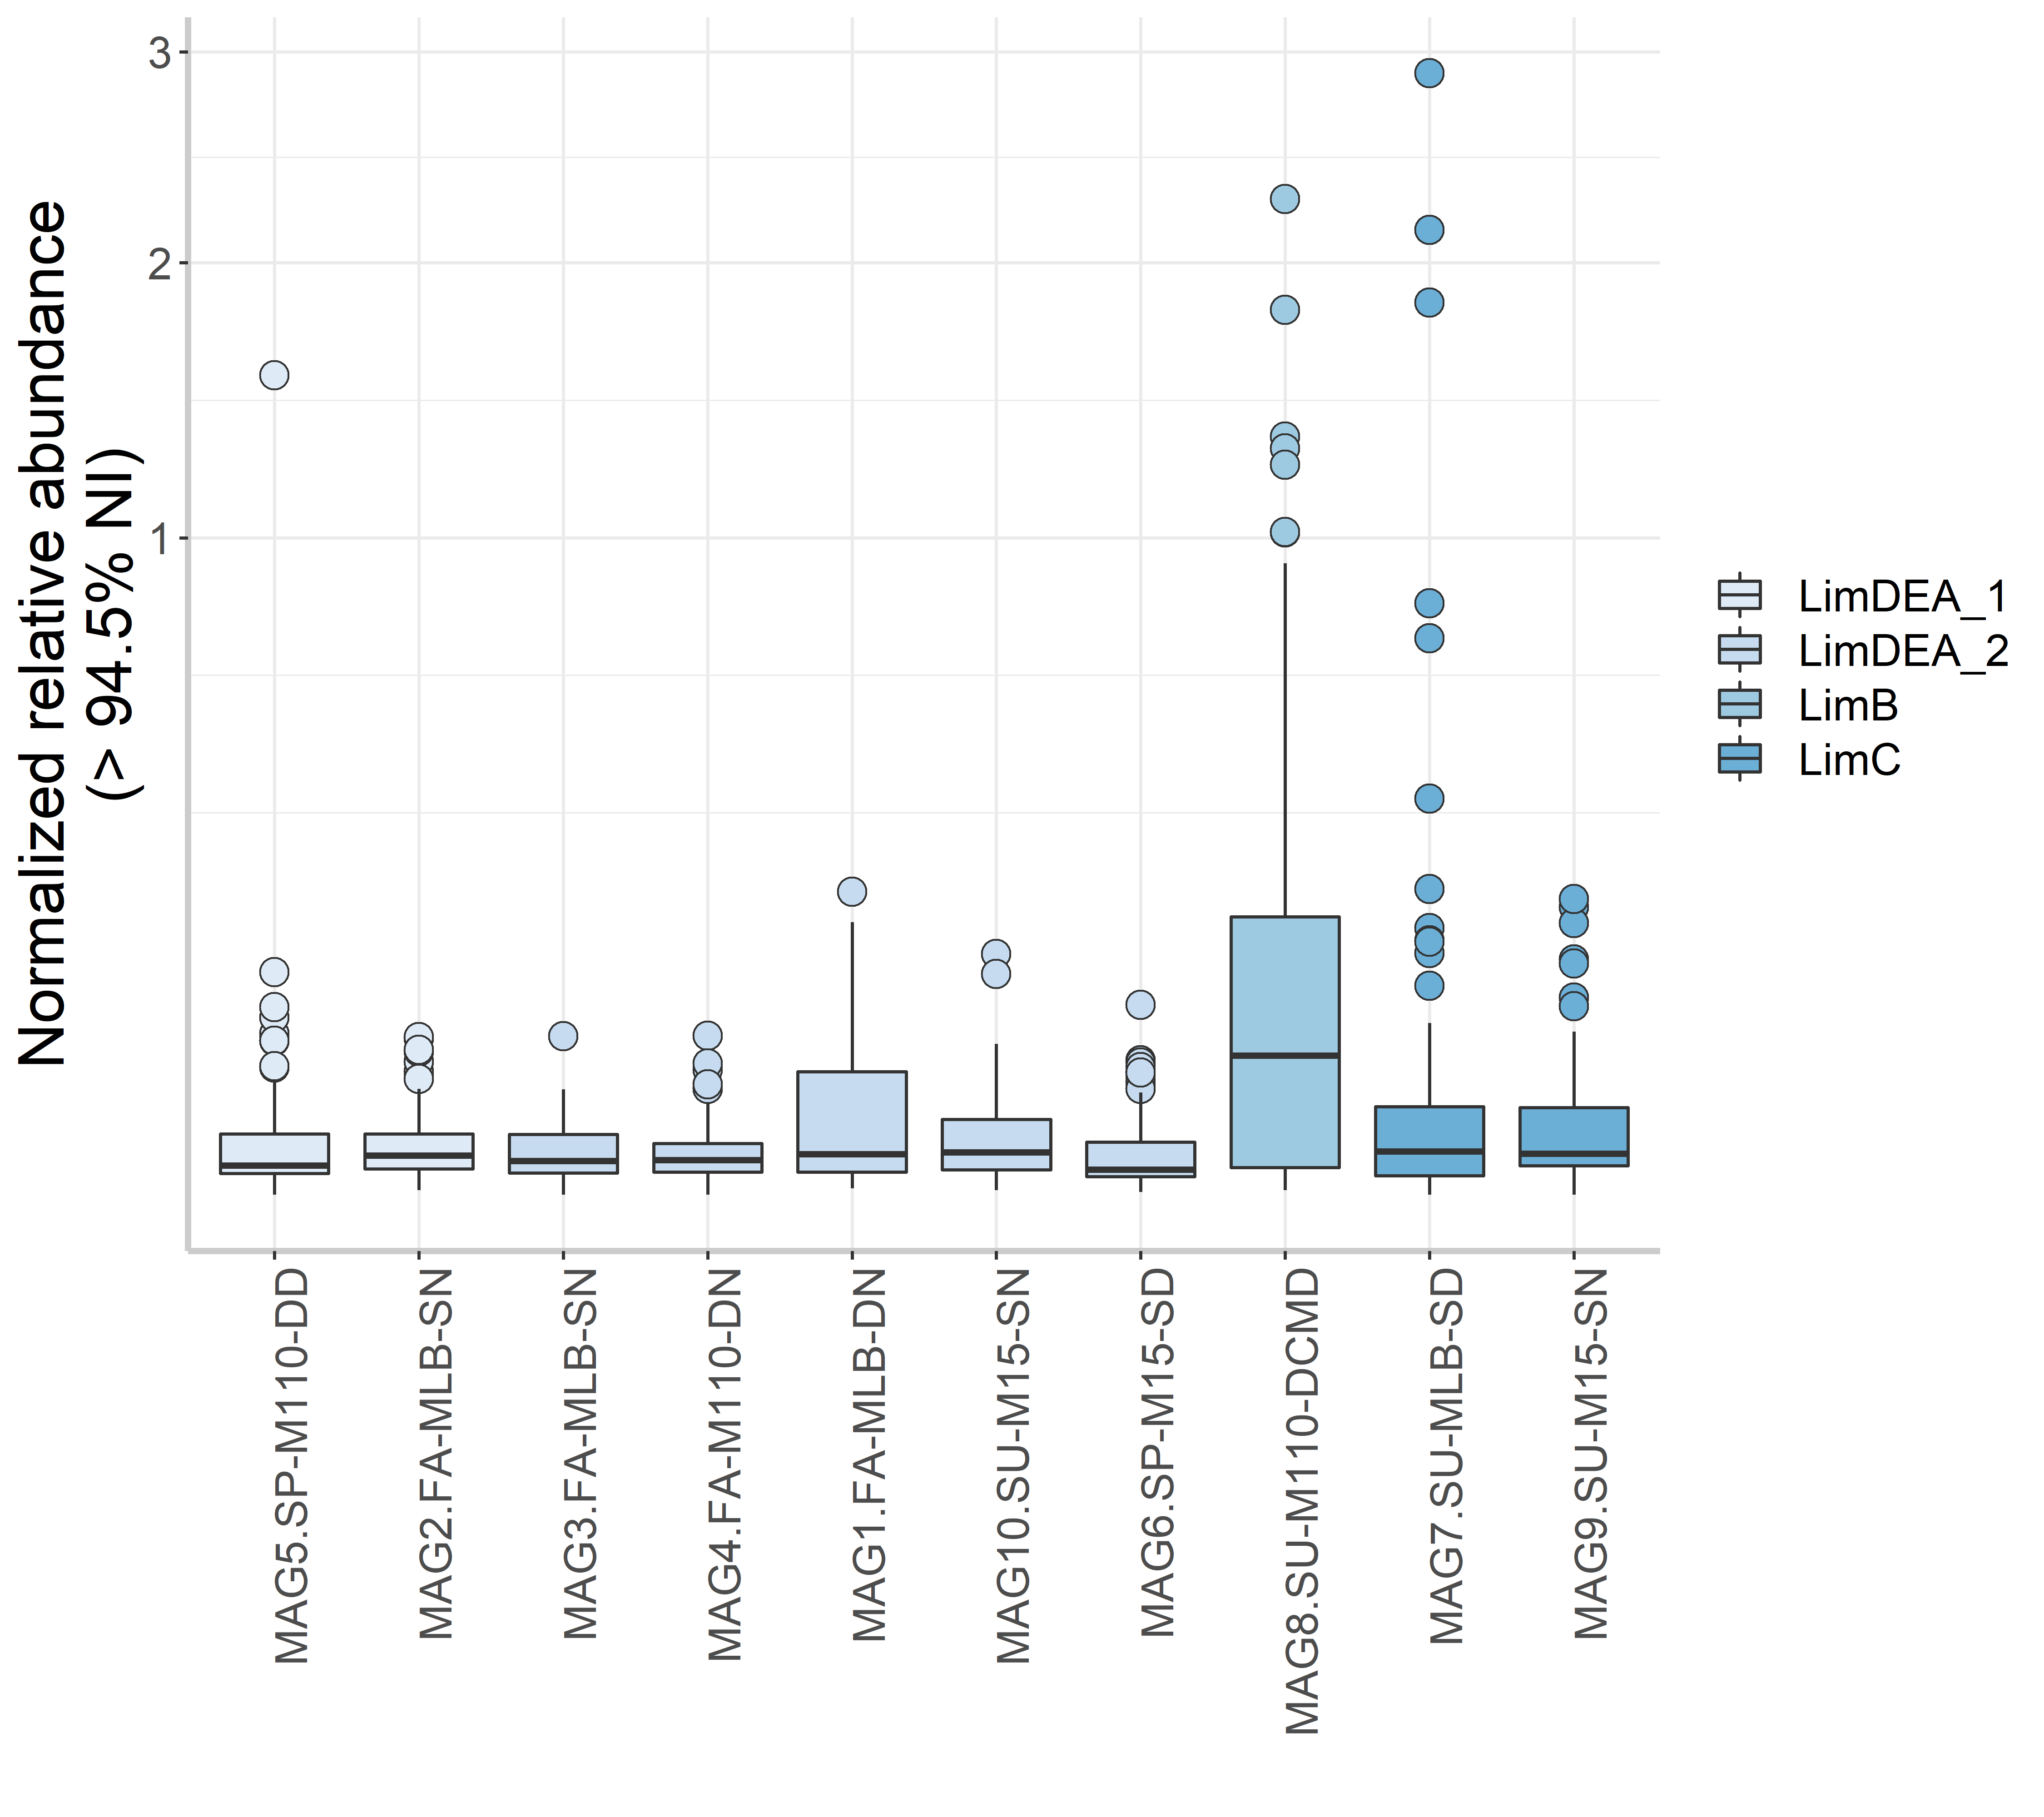 Normalized relative abundance
(> 94.5% NI)
3
2
1
MAG5.SP-M110-DD
MAG2.FA-MLB-SN
MAG3.FA-MLB-SN
MAG4.FA-M110-DN
MAG1.FA-MLB-DN
MAG10.SU-M15-SN
MAG6.SP-M15-SD
MAG8.SU-M110-DCMD
MAG7.SU-MLB-SD
MAG9.SU-M15-SN
LimDEA_1
LimDEA_2
LimB
LimC